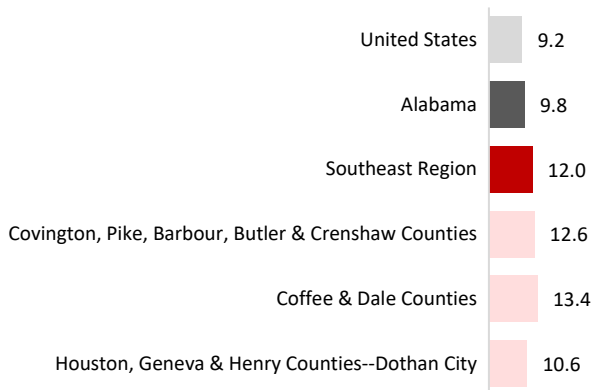 United States 9.2
Alabama 9.8
Southeast Region 12.0
Covington, Pike, Barbour, Butler & Crenshaw Counties 12.6
Coffee & Dale Counties 13.4
Houston, Geneva & Henry Counties--Dothan City 10.6